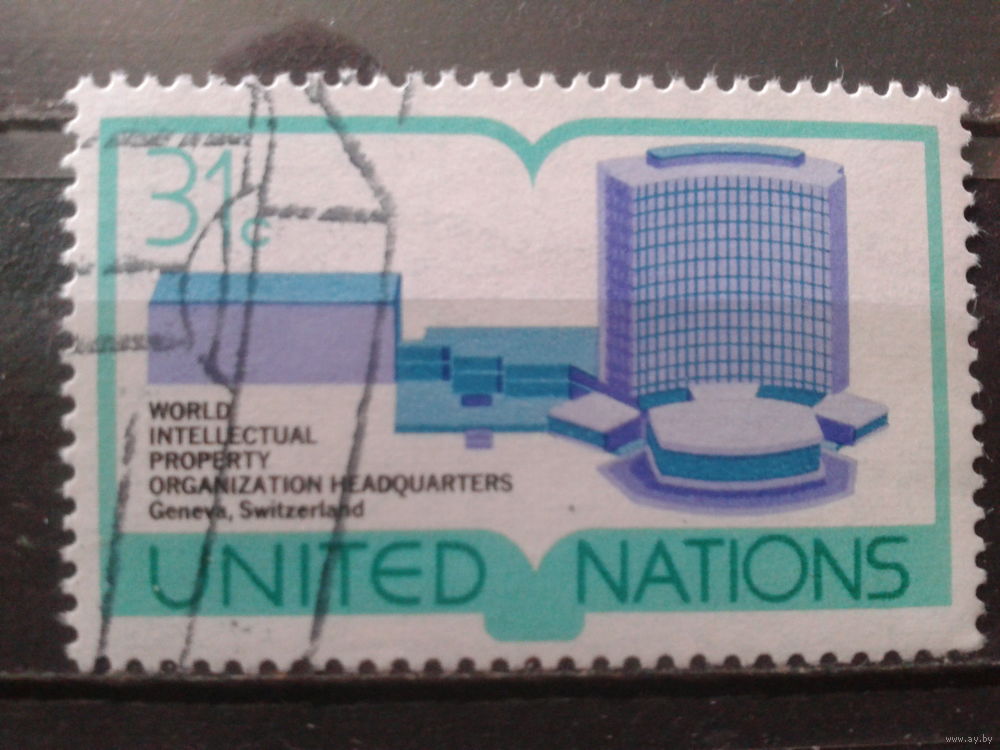 31c
WORLD
INTELLECTUAL
PROPERTY
ORGANIZATION HEADQUARTERS
Geneva, Switzerland
UNITED NATIONS
www.ay.by